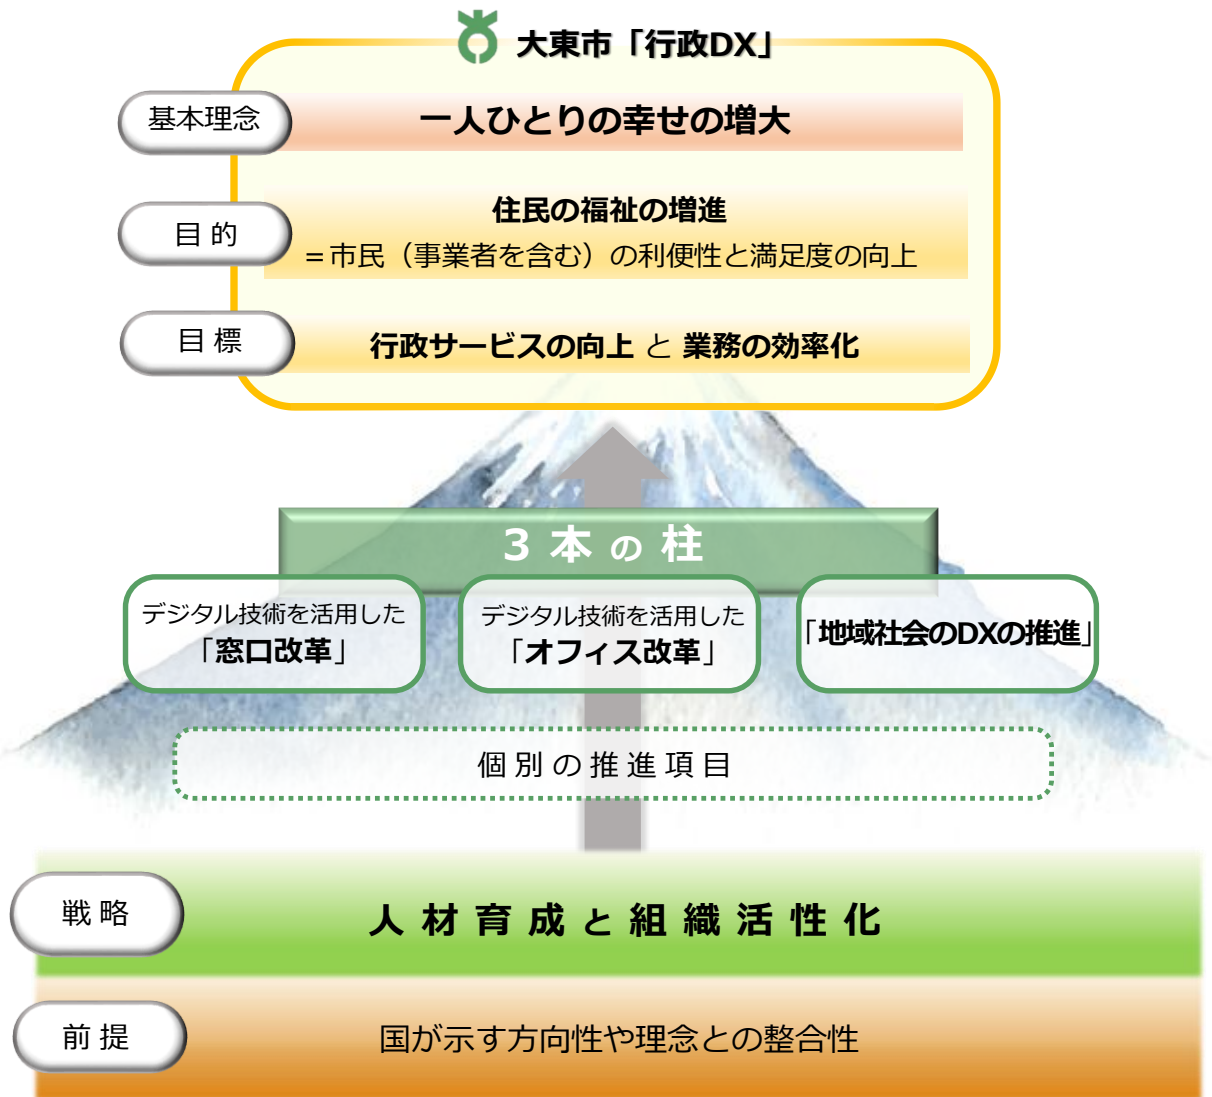 大東市「行政DX」
基本理念
一人ひとりの幸せの増大
目的
住民の福祉の増進
=市民（事業者を含む）の利便性と満足度の向上
目標
行政サービスの向上 と 業務の効率化
３本の柱
デジタル技術を活用した
「窓口改革」
デジタル技術を活用した
「オフィス改革」
「地域社会のDXの推進」
個別の推進項目
戦略
人材育成と組織活性化
前提
国が示す方向性や理念との整合性